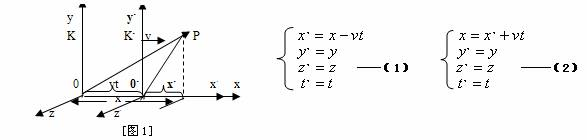 y y'
K K' v P
0 vt 0' x' x' x
x
z z'
[图1]
x' = x - vt
y' = y
z' = z ——(1)
t' = t
x = x' + vt
y' = y
z' = z ——(2)
t' = t